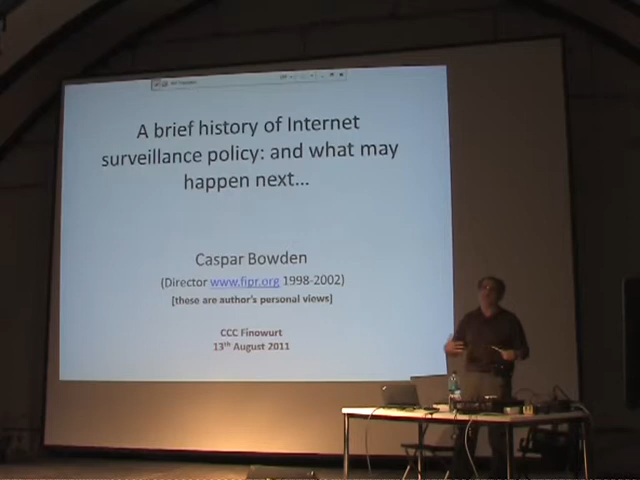 A brief history of Internet
surveillance policy: and what may
happen next...
Caspar Bowden
(Director www.fipr.org 1998-2002)
[these are author's personal views]
CCC Finowurt
13th August 2011